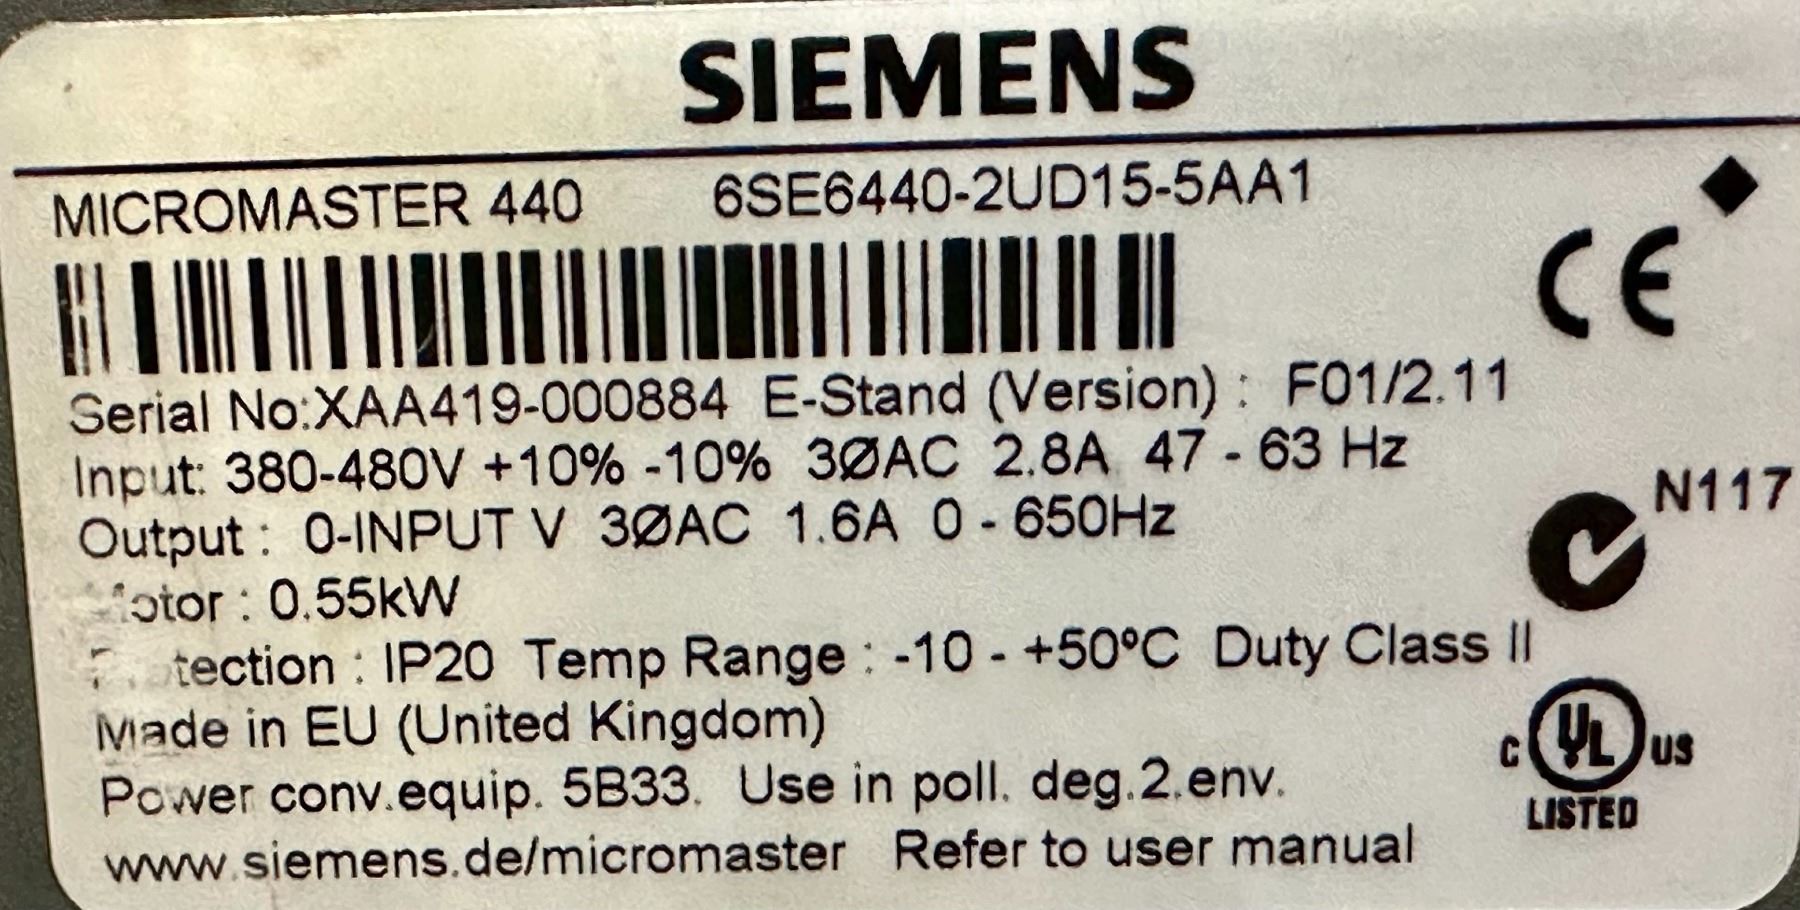 SIEMENS
MICROMASTER 440 6SE6440-2UD15-5AA1
CE
Serial No:XAA419-000884 E-Stand (Version) : F01/2.11
Input: 380-480V +10% -10% 3ØAC 2.8A 47 - 63 Hz
N117
Output : 0-INPUT V 3ØAC 1.6A 0 - 650Hz
Motor : 0.55kW
Protection : IP20 Temp Range : -10 - +50ºC Duty Class II
Made in EU (United Kingdom)
C UL US
LISTED
Power conv.equip. 5B33. Use in poll. deg.2.env.
www.siemens.de/micromaster Refer to user manual